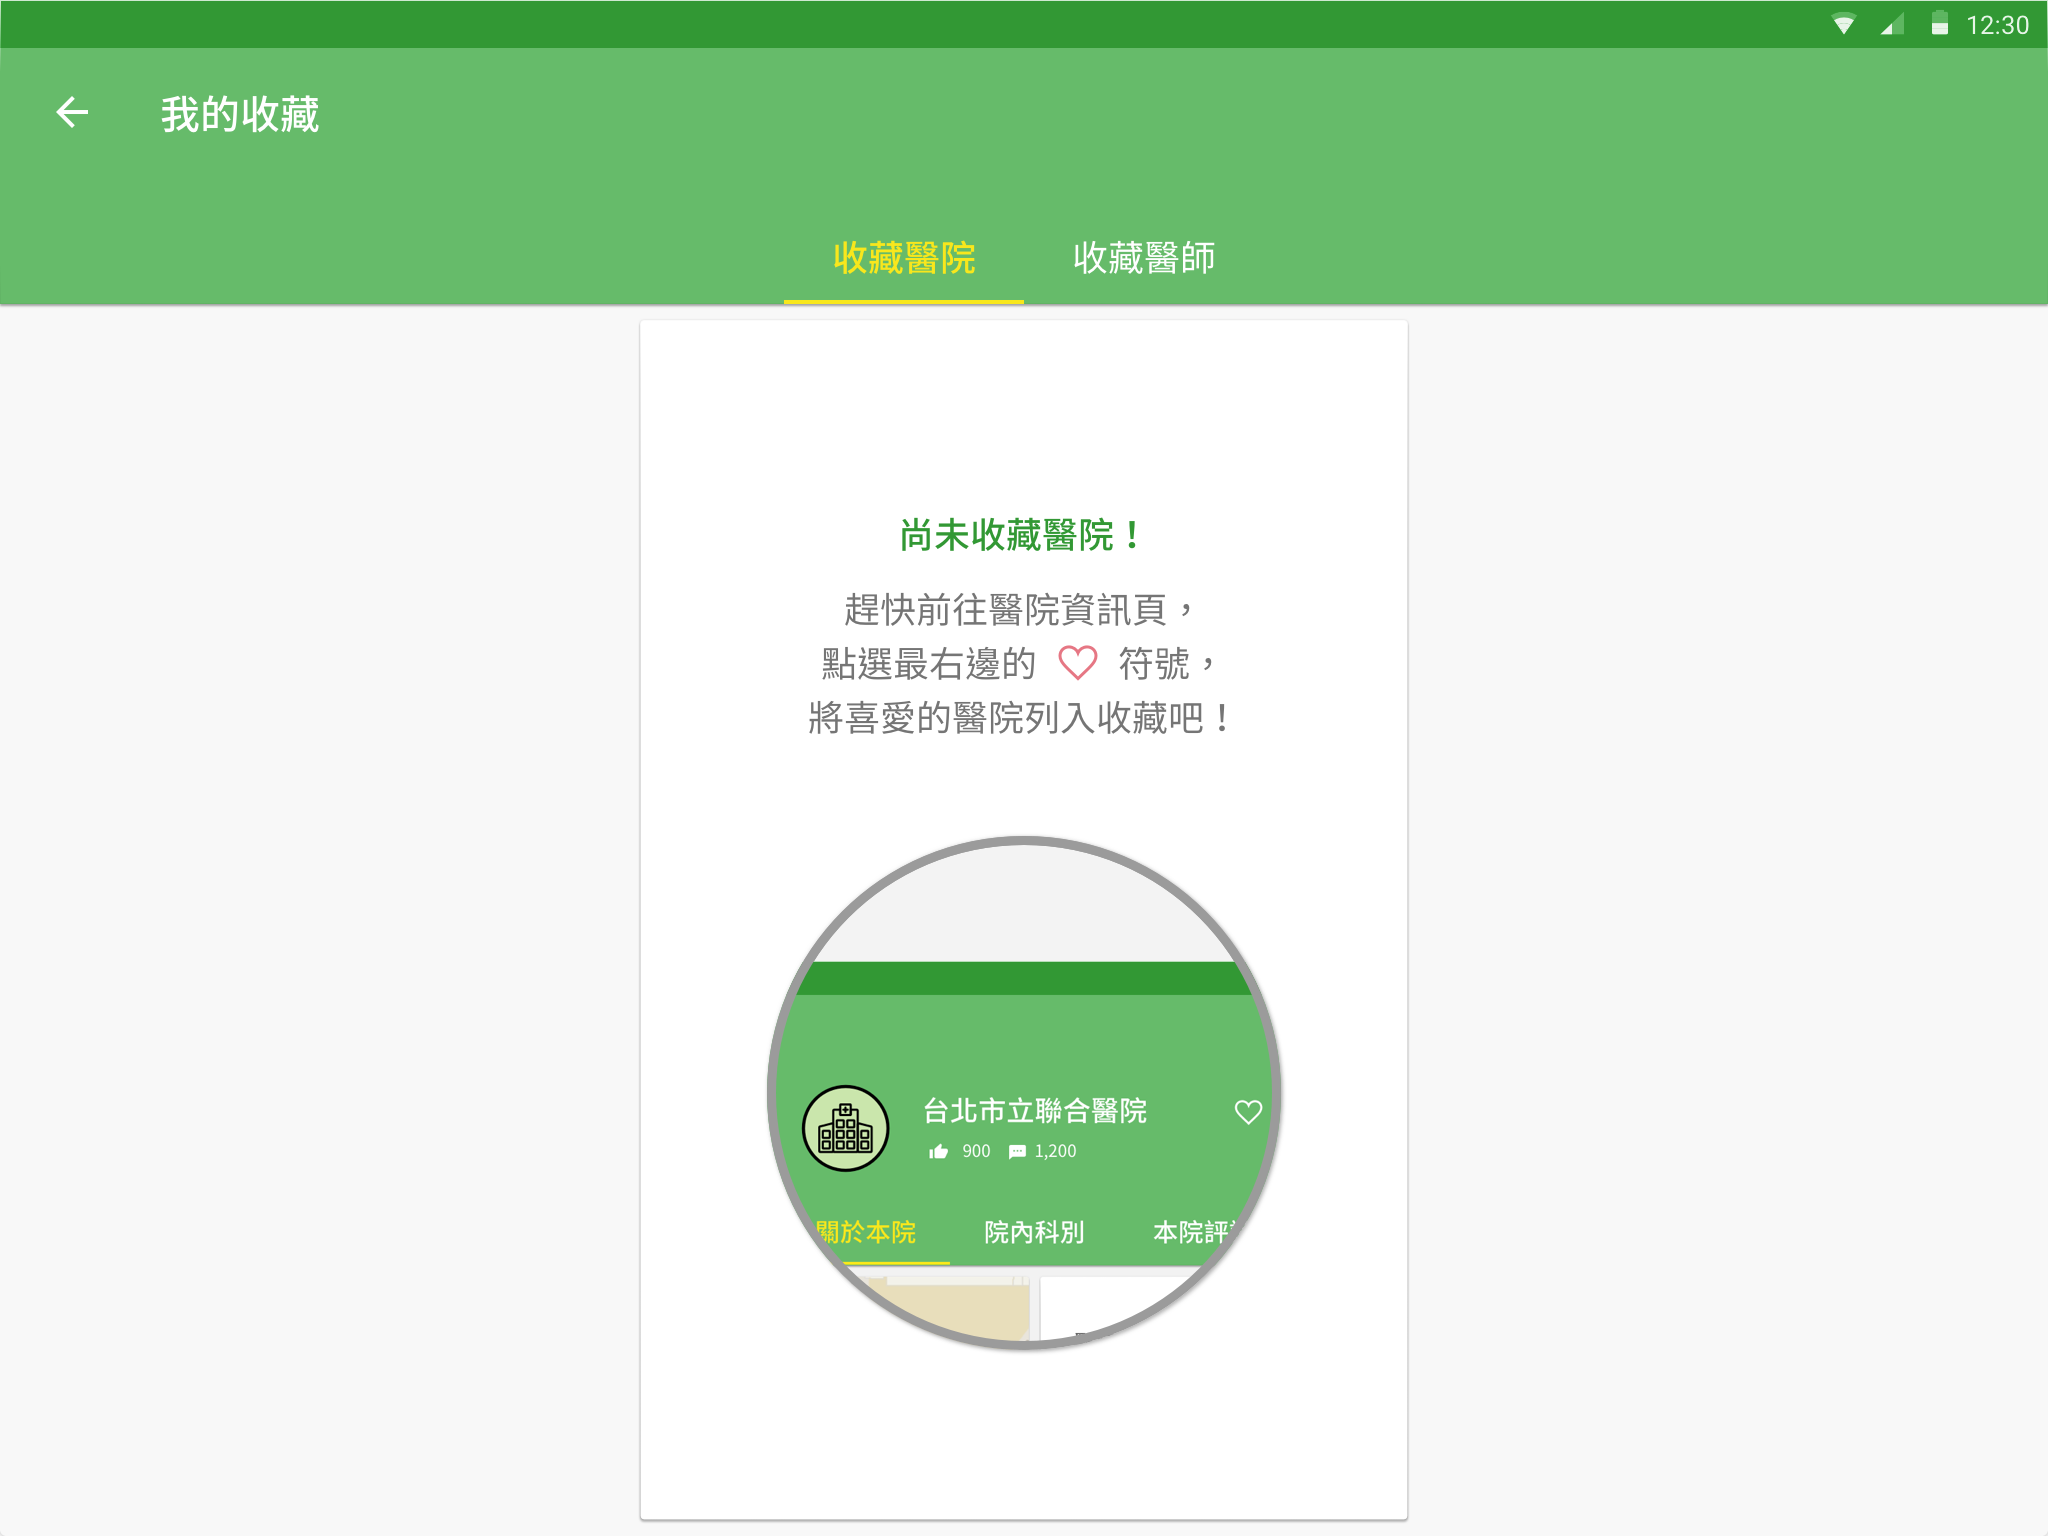 12:30
我的收藏
收藏醫院
收藏醫師
尚未收藏醫院！
趕快前往醫院資訊頁，
點選最右邊的 ♡ 符號，
將喜愛的醫院列入收藏吧！
台北市立聯合醫院
900 1,200
關於本院
院內科別
本院評